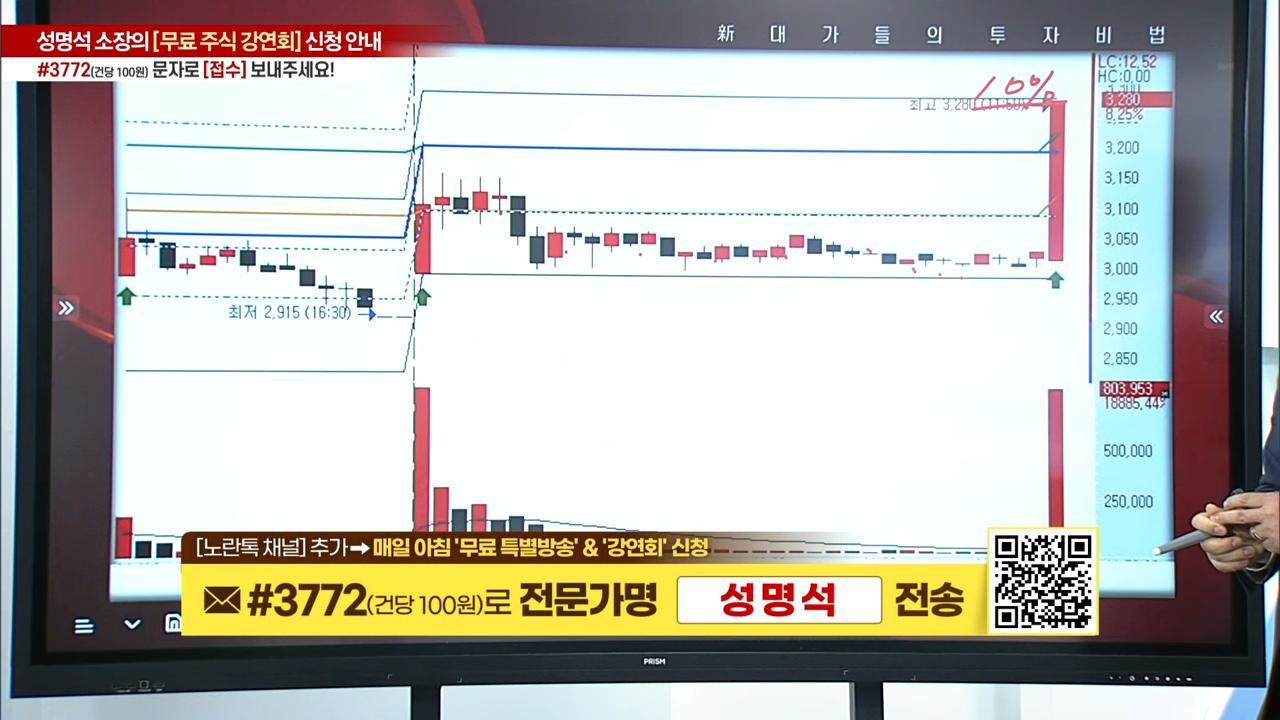 성명석 소장의 [무료 주식 강연회] 신청 안내
#3772(건당 100원) 문자로 [접수] 보내주세요!
新 대 가 들 의 투 자 비 법
LC:12,52
HC:0,00
10%
최고 3,280 (11:50)
3,280
8,25%
3,200
3,150
3,100
3,050
3,000
2,950
2,900
2,850
최저 2,915 (16:30)
803,953
18885,44%
500,000
250,000
[노란톡 채널] 추가➡매일 아침 '무료 특별방송' & '강연회' 신청
#3772(건당 100원)로 전문가명 성명석 전송
PRISM